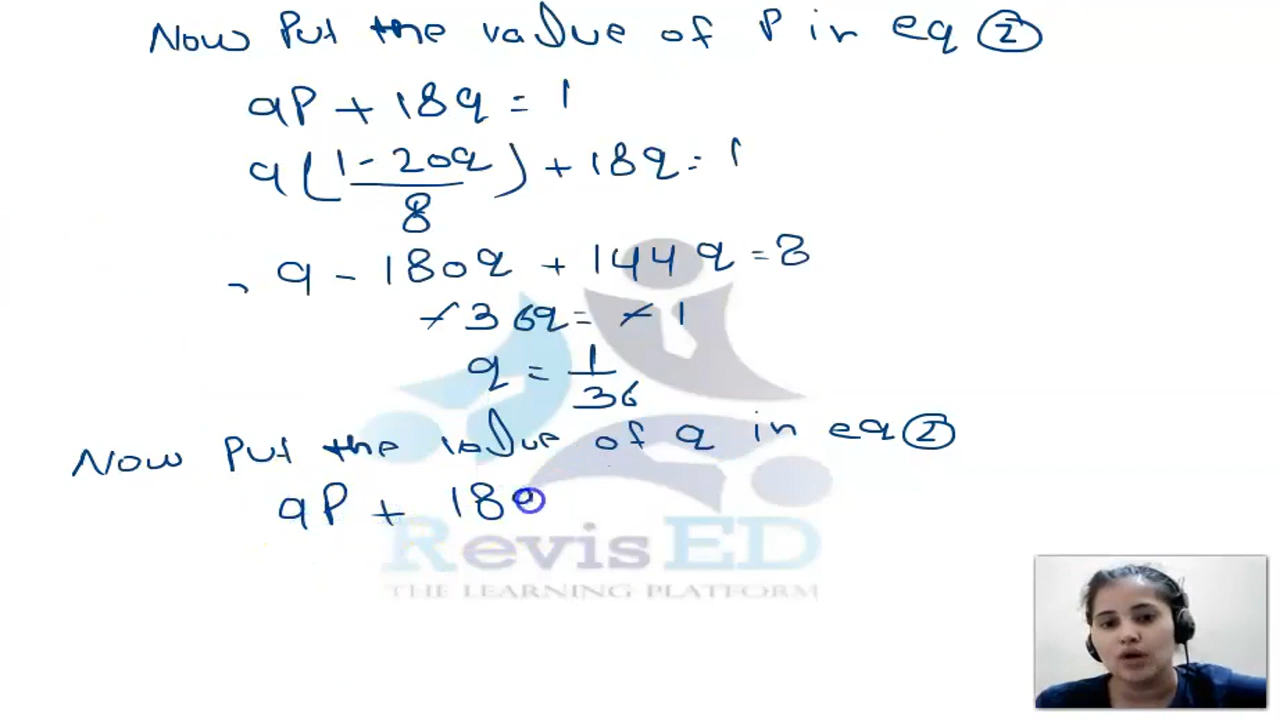 Now Put the value of P in eq ②
9P + 18q = 1
9(1 - 20q / 8) + 18q = 1
, 9 - 180q + 144q = 8
-36q = -1
q = 1/36
Now Put the value of q in eq ②
9P + 189
RevisED
THE LEARNING PLATFORM